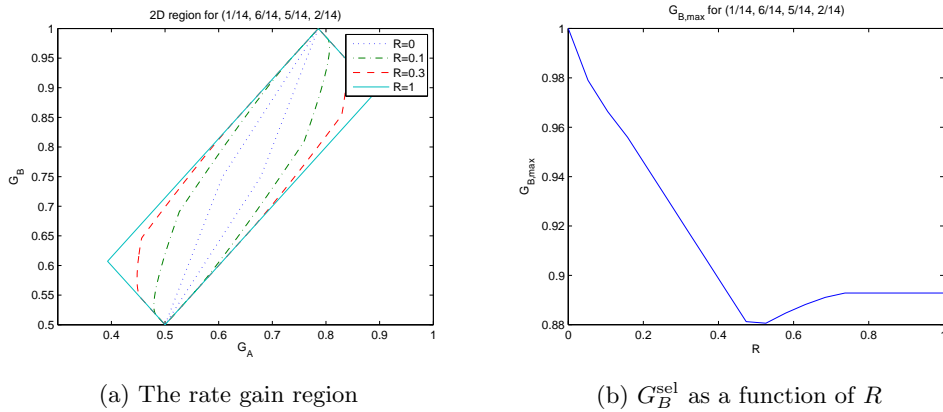 2D region for (1/14, 6/14, 5/14, 2/14)
1
0.95
0.9
0.85
0.8
0.75
0.7
0.65
0.6
0.55
0.5
G_B
0.4 0.5 0.6 0.7 0.8 0.9 1
G_A
R=0
R=0.1
R=0.3
R=1
(a) The rate gain region
G_{B,max} for (1/14, 6/14, 5/14, 2/14)
1
0.98
0.96
0.94
0.92
0.9
0.88
G_{B,max}
0 0.2 0.4 0.6 0.8 1
R
(b) G_B^{sel} as a function of R